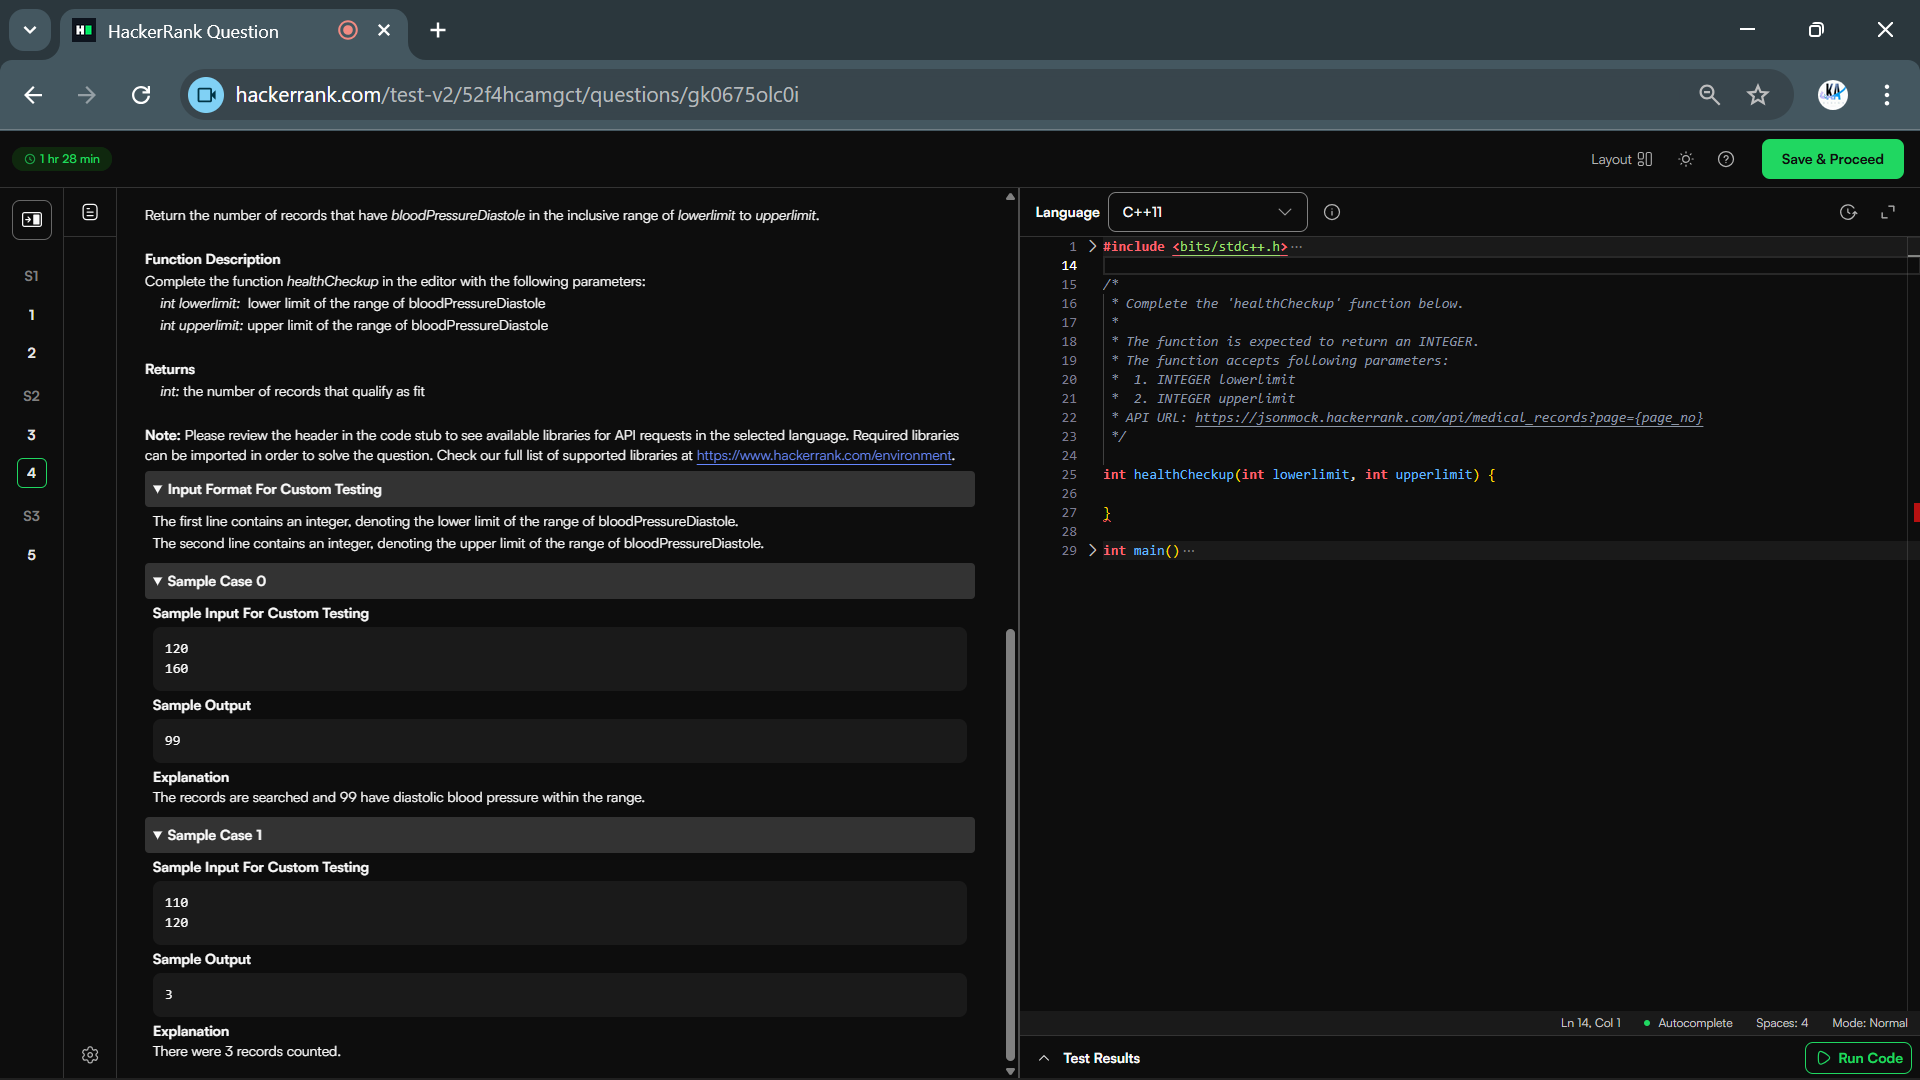 HackerRank Question
hackerrank.com/test-v2/52f4hcamgct/questions/gk0675olc0i
1 hr 28 min
Layout
Save & Proceed
S1
1
2
S2
3
4
S3
5
Return the number of records that have bloodPressureDiastole in the inclusive range of lowerlimit to upperlimit.
Function Description
Complete the function healthCheckup in the editor with the following parameters:
int lowerlimit: lower limit of the range of bloodPressureDiastole
int upperlimit: upper limit of the range of bloodPressureDiastole
Returns
int: the number of records that qualify as fit
Note: Please review the header in the code stub to see available libraries for API requests in the selected language. Required libraries
can be imported in order to solve the question. Check our full list of supported libraries at https://www.hackerrank.com/environment.
▼ Input Format For Custom Testing
The first line contains an integer, denoting the lower limit of the range of bloodPressureDiastole.
The second line contains an integer, denoting the upper limit of the range of bloodPressureDiastole.
▼ Sample Case 0
Sample Input For Custom Testing
120
160
Sample Output
99
Explanation
The records are searched and 99 have diastolic blood pressure within the range.
▼ Sample Case 1
Sample Input For Custom Testing
110
120
Sample Output
3
Explanation
There were 3 records counted.
Language C++11
1 #include <bits/stdc++.h>···
14
15 /*
16 * Complete the 'healthCheckup' function below.
17 *
18 * The function is expected to return an INTEGER.
19 * The function accepts following parameters:
20 *  1. INTEGER lowerlimit
21 *  2. INTEGER upperlimit
22 * API URL: https://jsonmock.hackerrank.com/api/medical_records?page={page_no}
23 */
24
25 int healthCheckup(int lowerlimit, int upperlimit) {
26
27 }
28
29 int main()···
Ln 14, Col 1 Autocomplete Spaces: 4 Mode: Normal
Test Results
Run Code